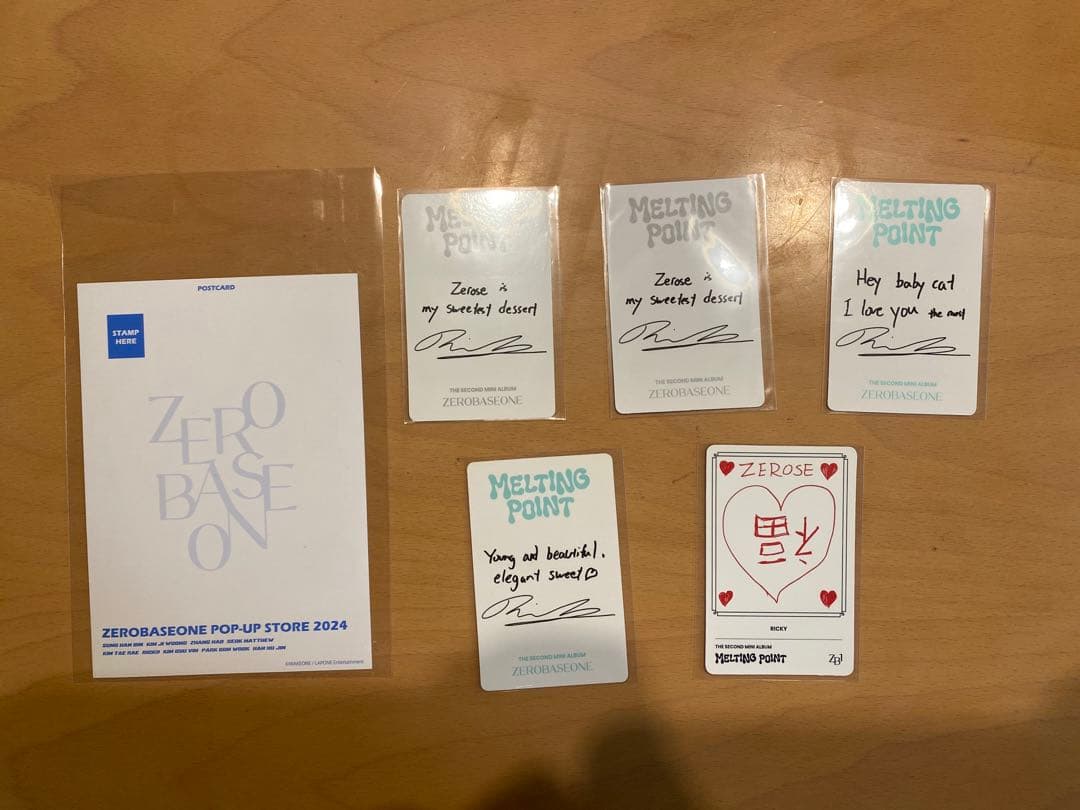 POSTCARD
STAMP
HERE
ZERO
BASE
ON
ZEROBASEONE POP-UP STORE 2024
SUNG HAN BIN KIM JI WOONG ZHANG HAO SEOK MATTHEW
KIM TAE RAE RICKY KIM GYU VIN PARK GUN WOOK HAN YU JIN
©WAKEONE / LAPONE Entertainment
MELTING
POINT
Zerose is
my sweetest dessert
THE SECOND MINI ALBUM
ZEROBASEONE
MELTING
POINT
Zerose is
my sweetest dessert
THE SECOND MINI ALBUM
ZEROBASEONE
MELTING
POINT
Hey baby cat
I love you the most
THE SECOND MINI ALBUM
ZEROBASEONE
MELTING
POINT
Young and beautiful.
elegant sweet♡
THE SECOND MINI ALBUM
ZEROBASEONE
ZEROSE
福
RICKY
THE SECOND MINI ALBUM
MELTING POINT
ZB1